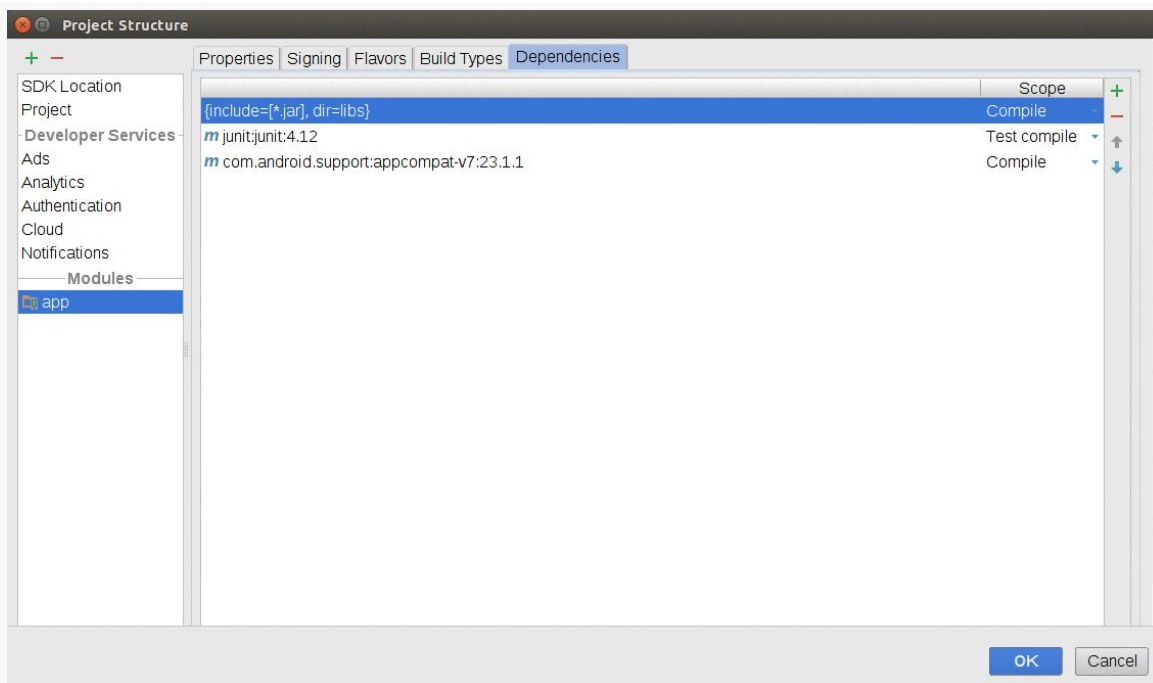 Project Structure
Properties Signing Flavors Build Types Dependencies
SDK Location
Project
Developer Services
Ads
Analytics
Authentication
Cloud
Notifications
Modules
app
Scope
{include=[*.jar], dir=libs} Compile
m junit:junit:4.12 Test compile
m com.android.support:appcompat-v7:23.1.1 Compile
OK Cancel